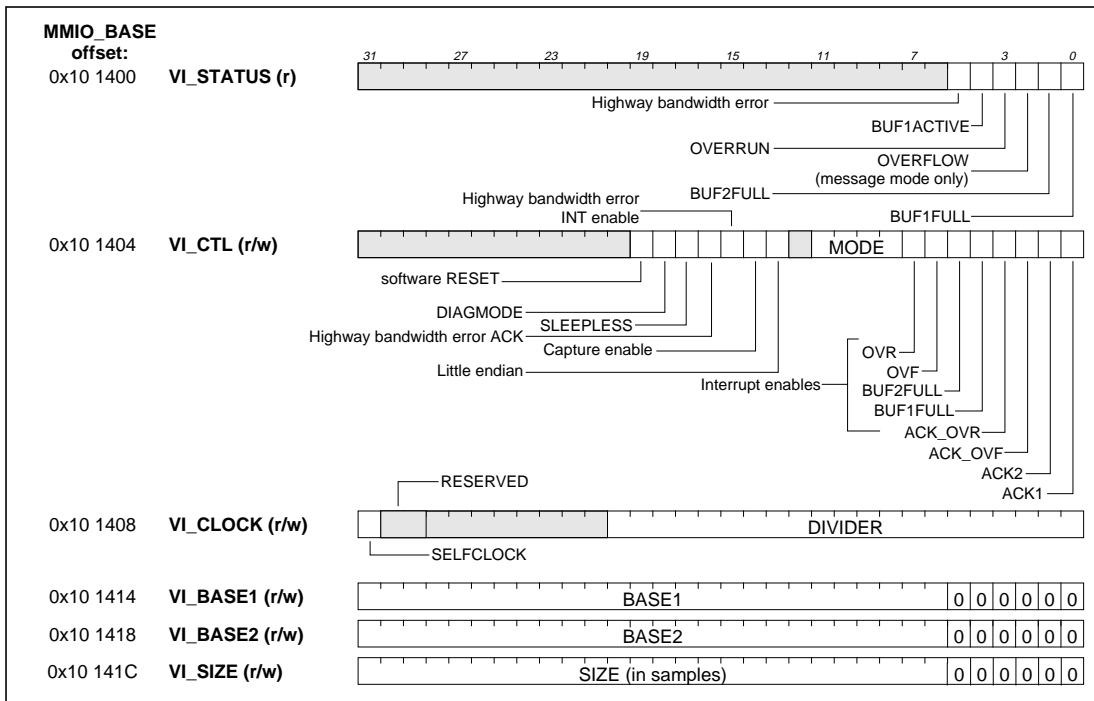 MMIO_BASE
offset:
31 27 23 19 15 11 7 3 0
0x10 1400 VI_STATUS (r)
Highway bandwidth error
BUF1ACTIVE
OVERRUN
OVERFLOW
(message mode only)
BUF2FULL
BUF1FULL
Highway bandwidth error
INT enable
0x10 1404 VI_CTL (r/w) MODE
software RESET
DIAGMODE
SLEEPLESS
Highway bandwidth error ACK
Capture enable
Little endian
Interrupt enables
OVR
OVF
BUF2FULL
BUF1FULL
ACK_OVR
ACK_OVF
ACK2
ACK1
RESERVED
0x10 1408 VI_CLOCK (r/w) DIVIDER
SELFCLOCK
0x10 1414 VI_BASE1 (r/w) BASE1 0 0 0 0 0 0
0x10 1418 VI_BASE2 (r/w) BASE2 0 0 0 0 0 0
0x10 141C VI_SIZE (r/w) SIZE (in samples) 0 0 0 0 0 0